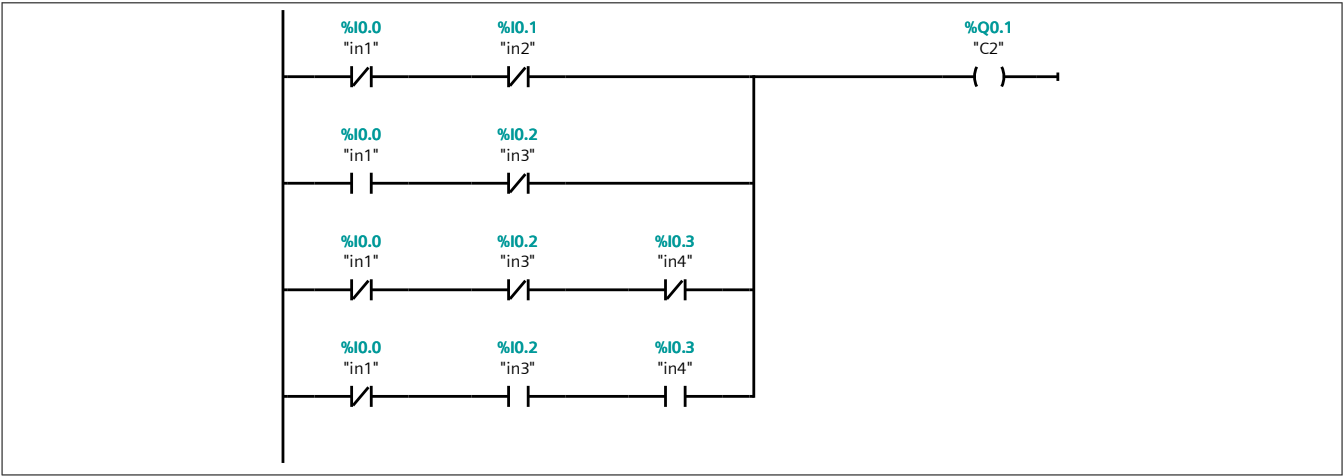 %I0.0 %I0.1 %Q0.1
"in1" "in2" "C2"
%I0.0 %I0.2
"in1" "in3"
%I0.0 %I0.2 %I0.3
"in1" "in3" "in4"
%I0.0 %I0.2 %I0.3
"in1" "in3" "in4"